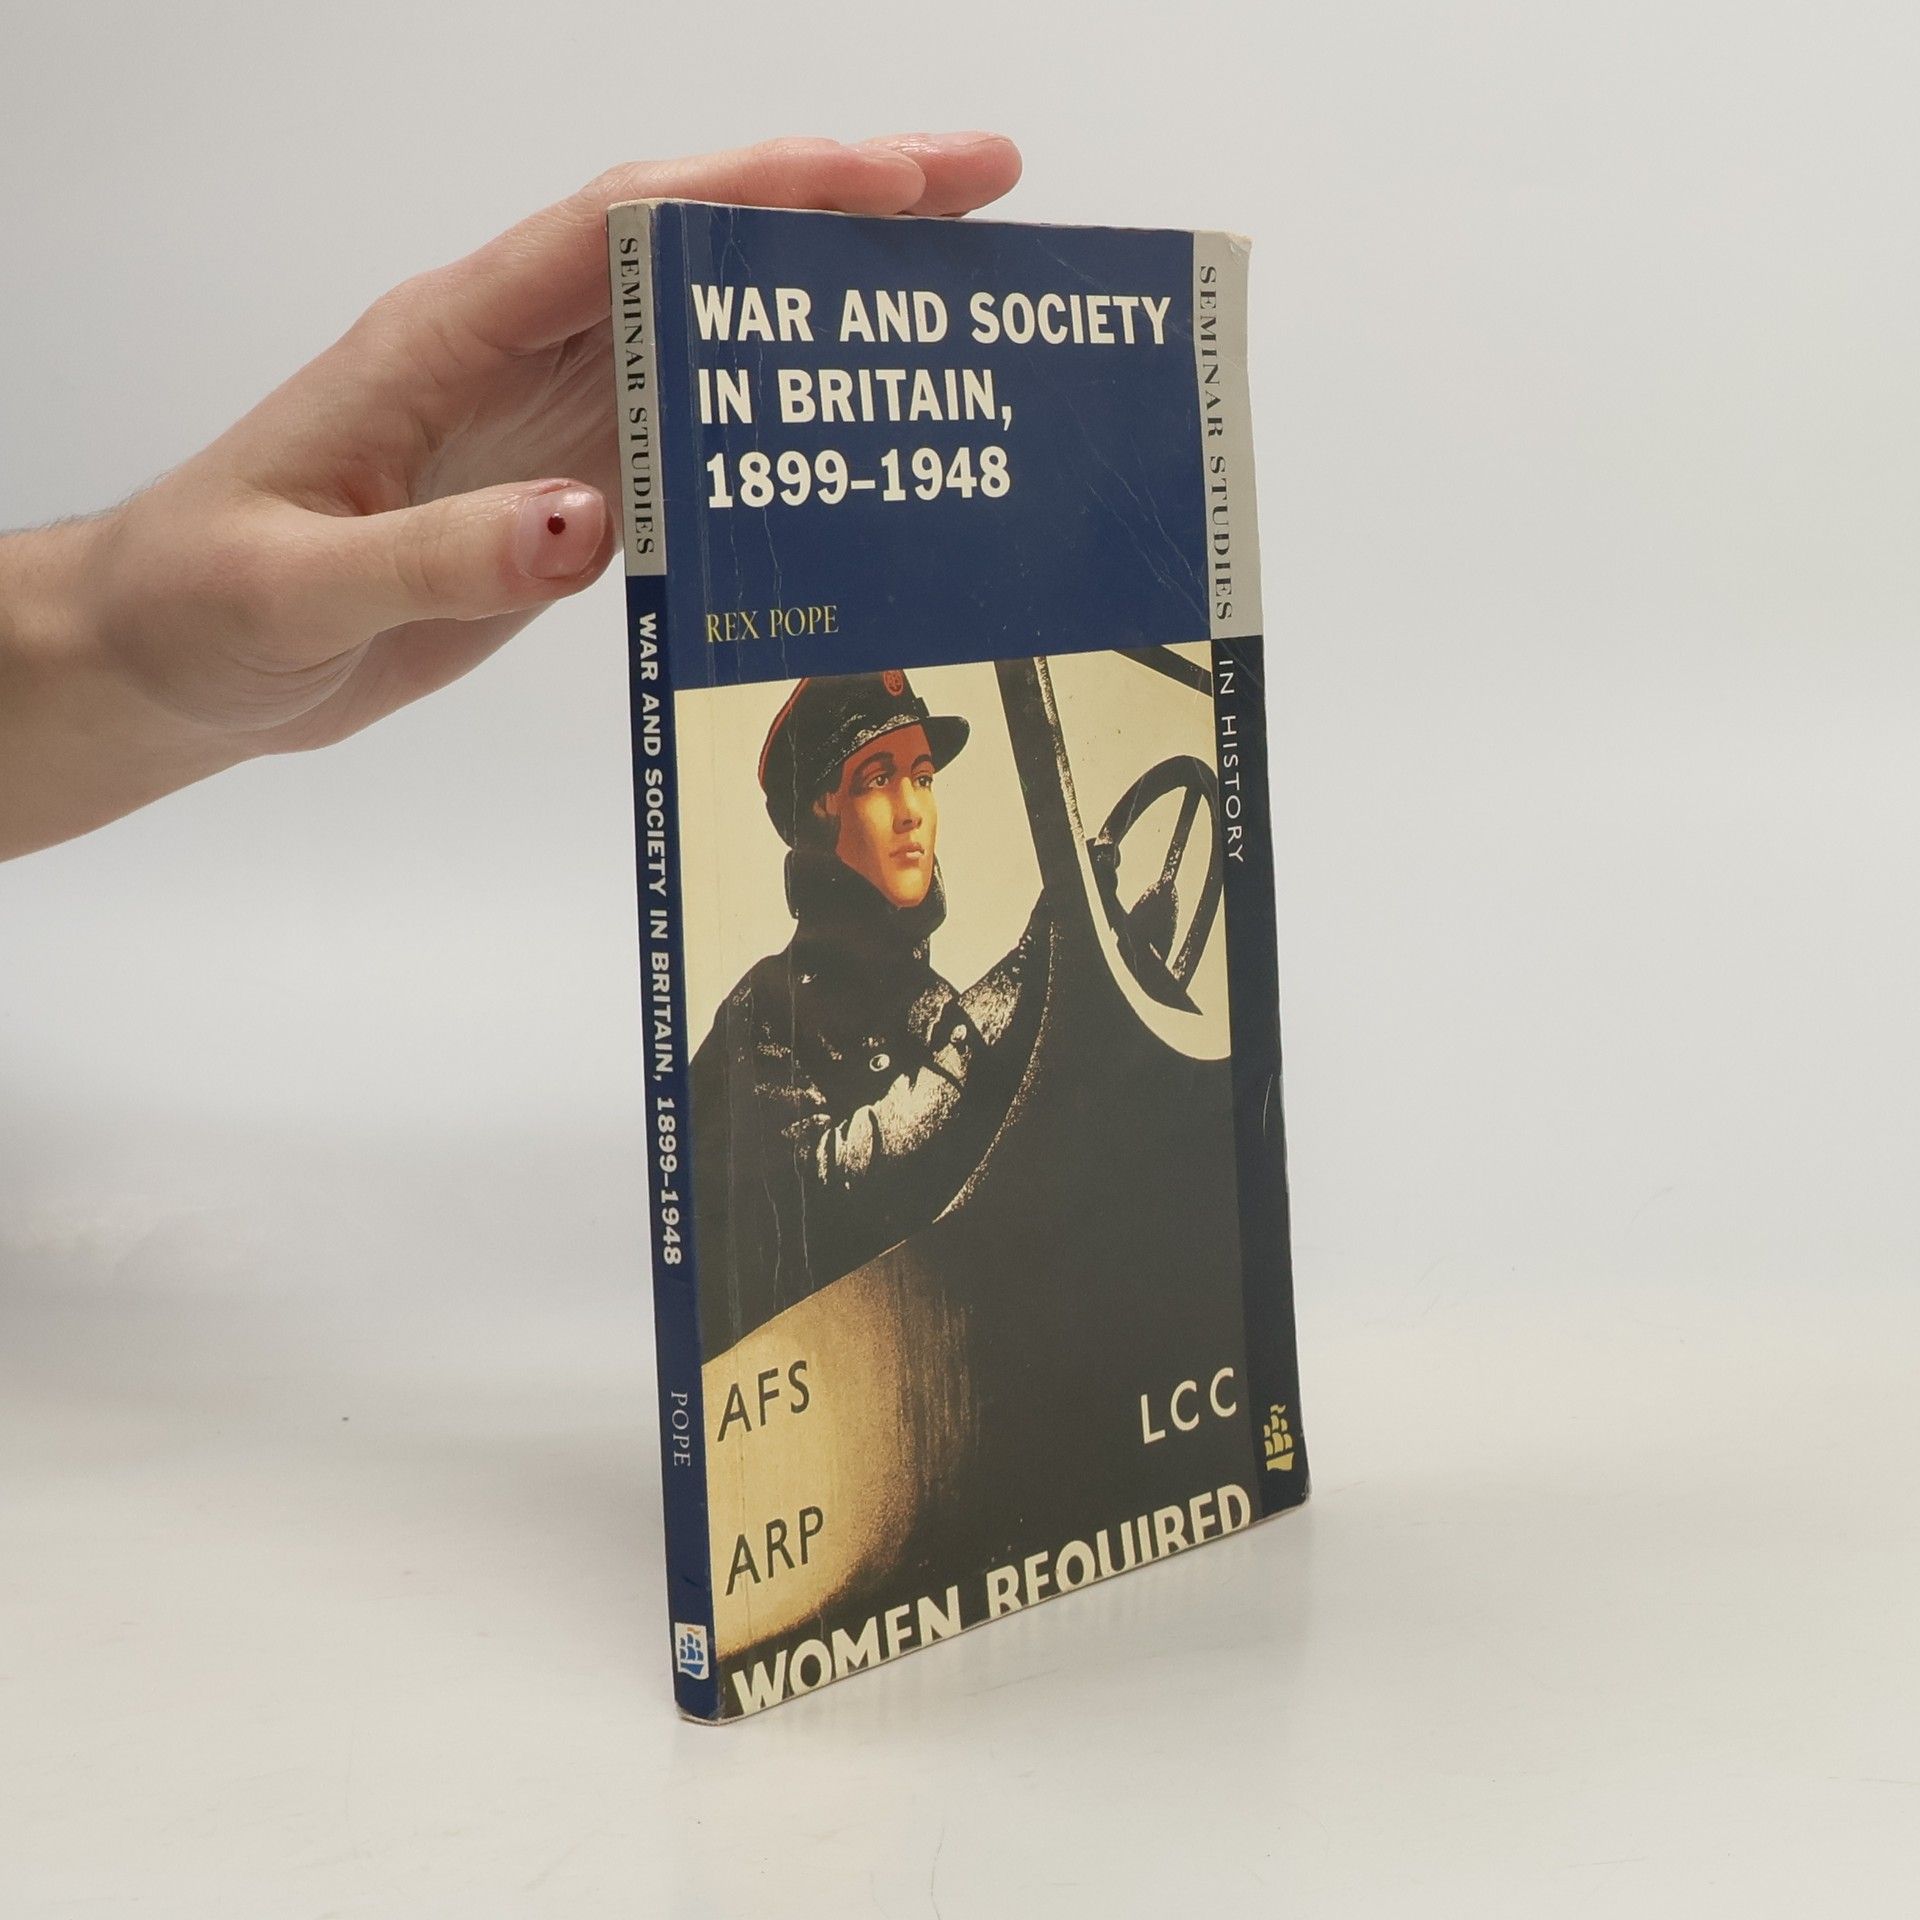 SEMINAR STUDIES
WAR AND SOCIETY IN BRITAIN, 1899–1948
POPE
WAR AND SOCIETY
IN BRITAIN,
1899–1948
REX POPE
SEMINAR STUDIES
IN HISTORY
AFS
LCC
ARP
WOMEN REQUIRED